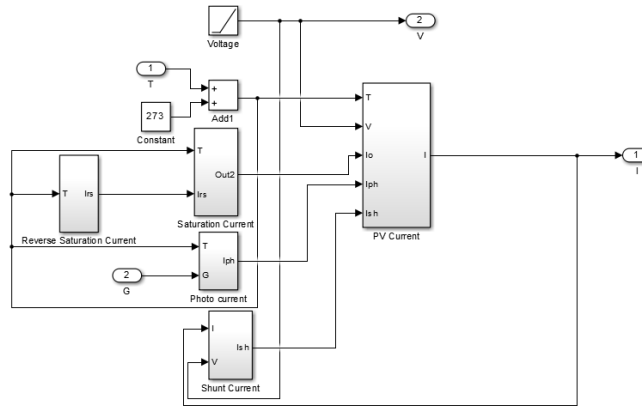 Voltage
2
V
1
T
+
+
Add1
273
Constant
T
V
Io
Iph
Ish
I
PV Current
1
I
T
Irs
Out2
Saturation Current
T
Irs
Reverse Saturation Current
T
G
Iph
Photo current
2
G
I
V
Ish
Shunt Current